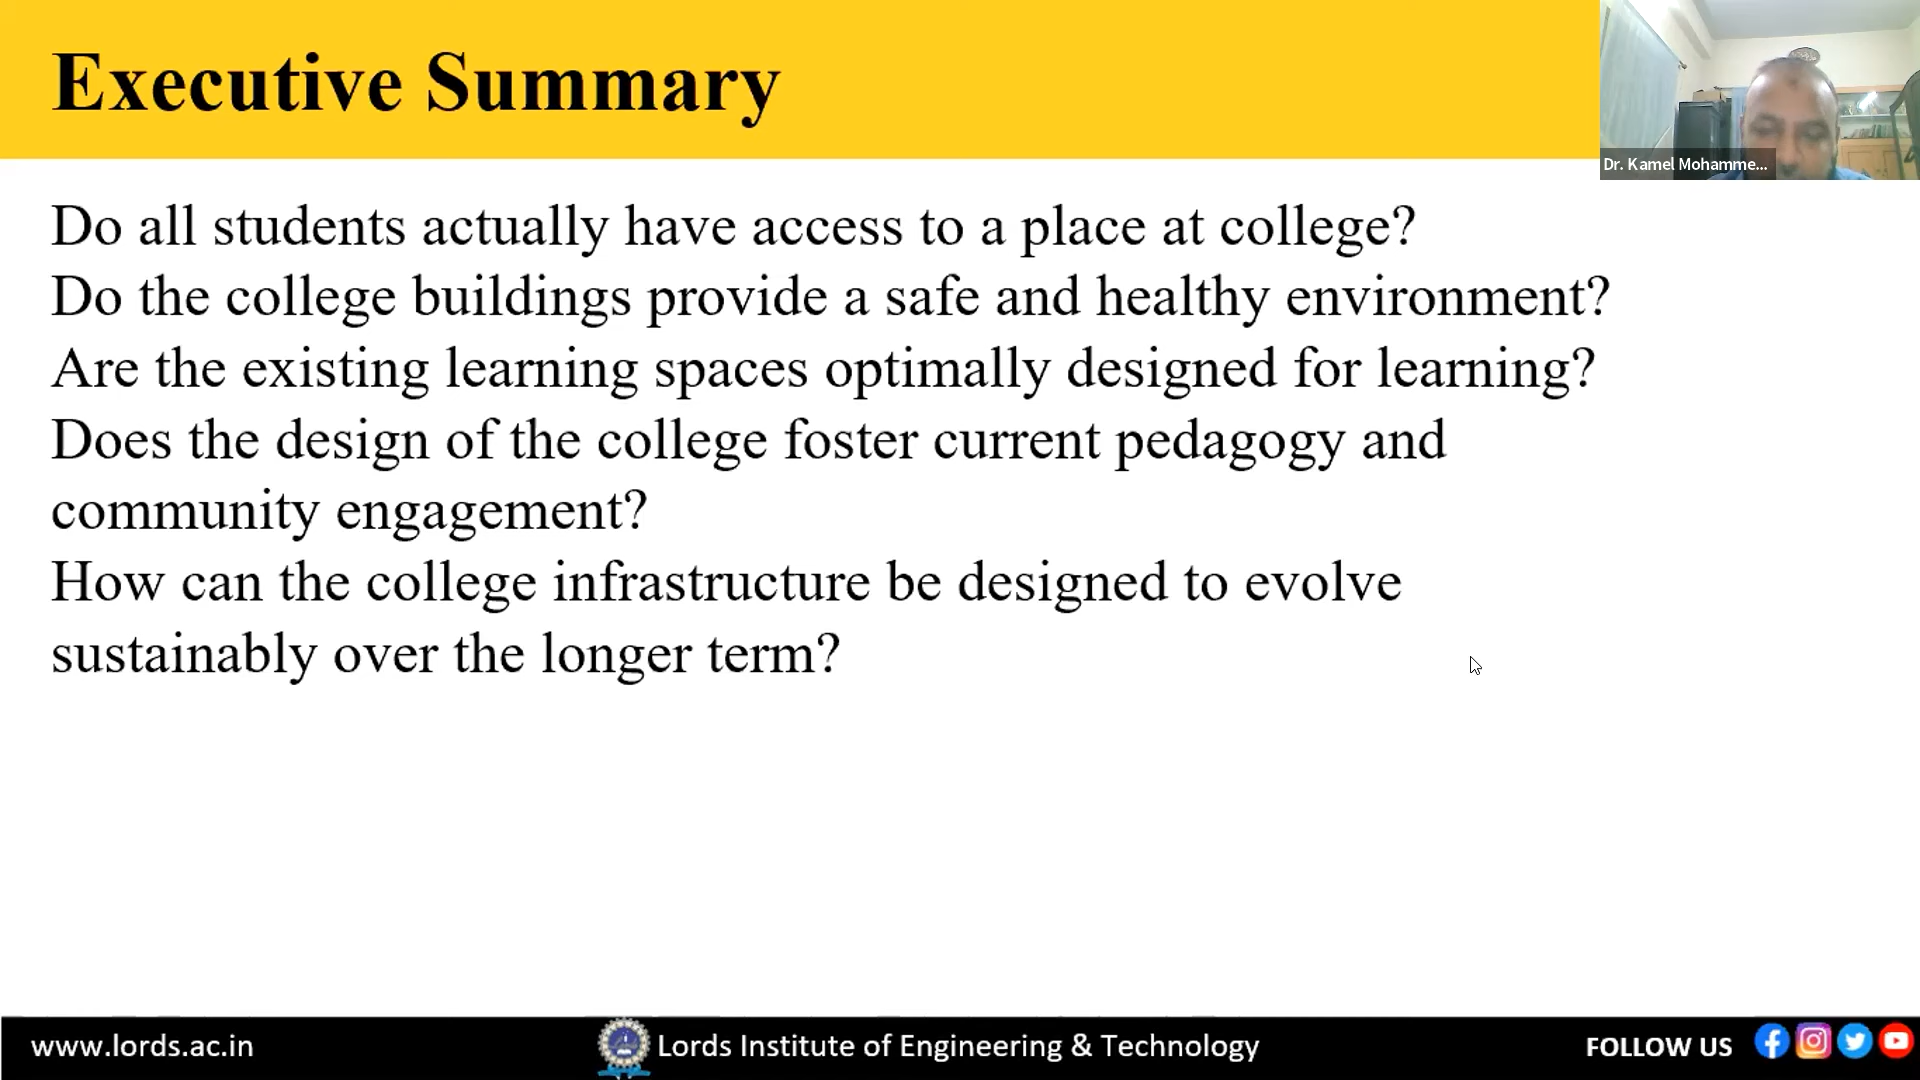 Executive Summary
Dr. Kamel Mohamme...
Do all students actually have access to a place at college?
Do the college buildings provide a safe and healthy environment?
Are the existing learning spaces optimally designed for learning?
Does the design of the college foster current pedagogy and
community engagement?
How can the college infrastructure be designed to evolve
sustainably over the longer term?
www.lords.ac.in
Lords Institute of Engineering & Technology
FOLLOW US